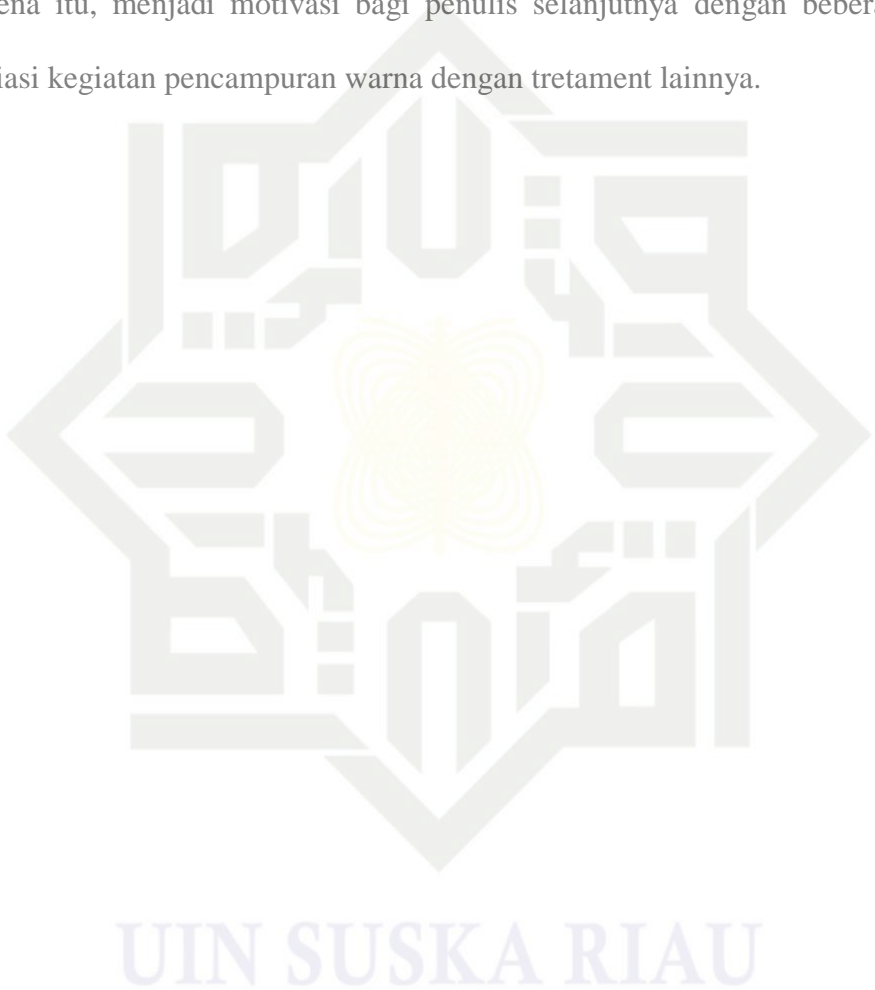 ena itu, menjadi motivasi bagi penulis selanjutnya dengan bebera
iasi kegiatan pencampuran warna dengan tretament lainnya.
UIN SUSKA RIAU